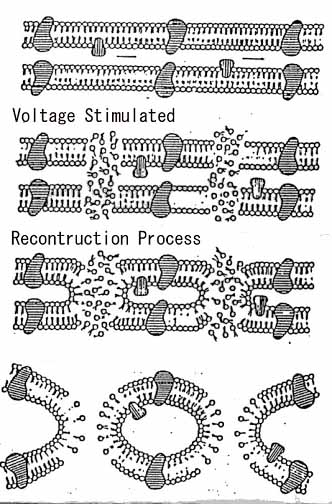 Voltage Stimulated
Recontruction Process